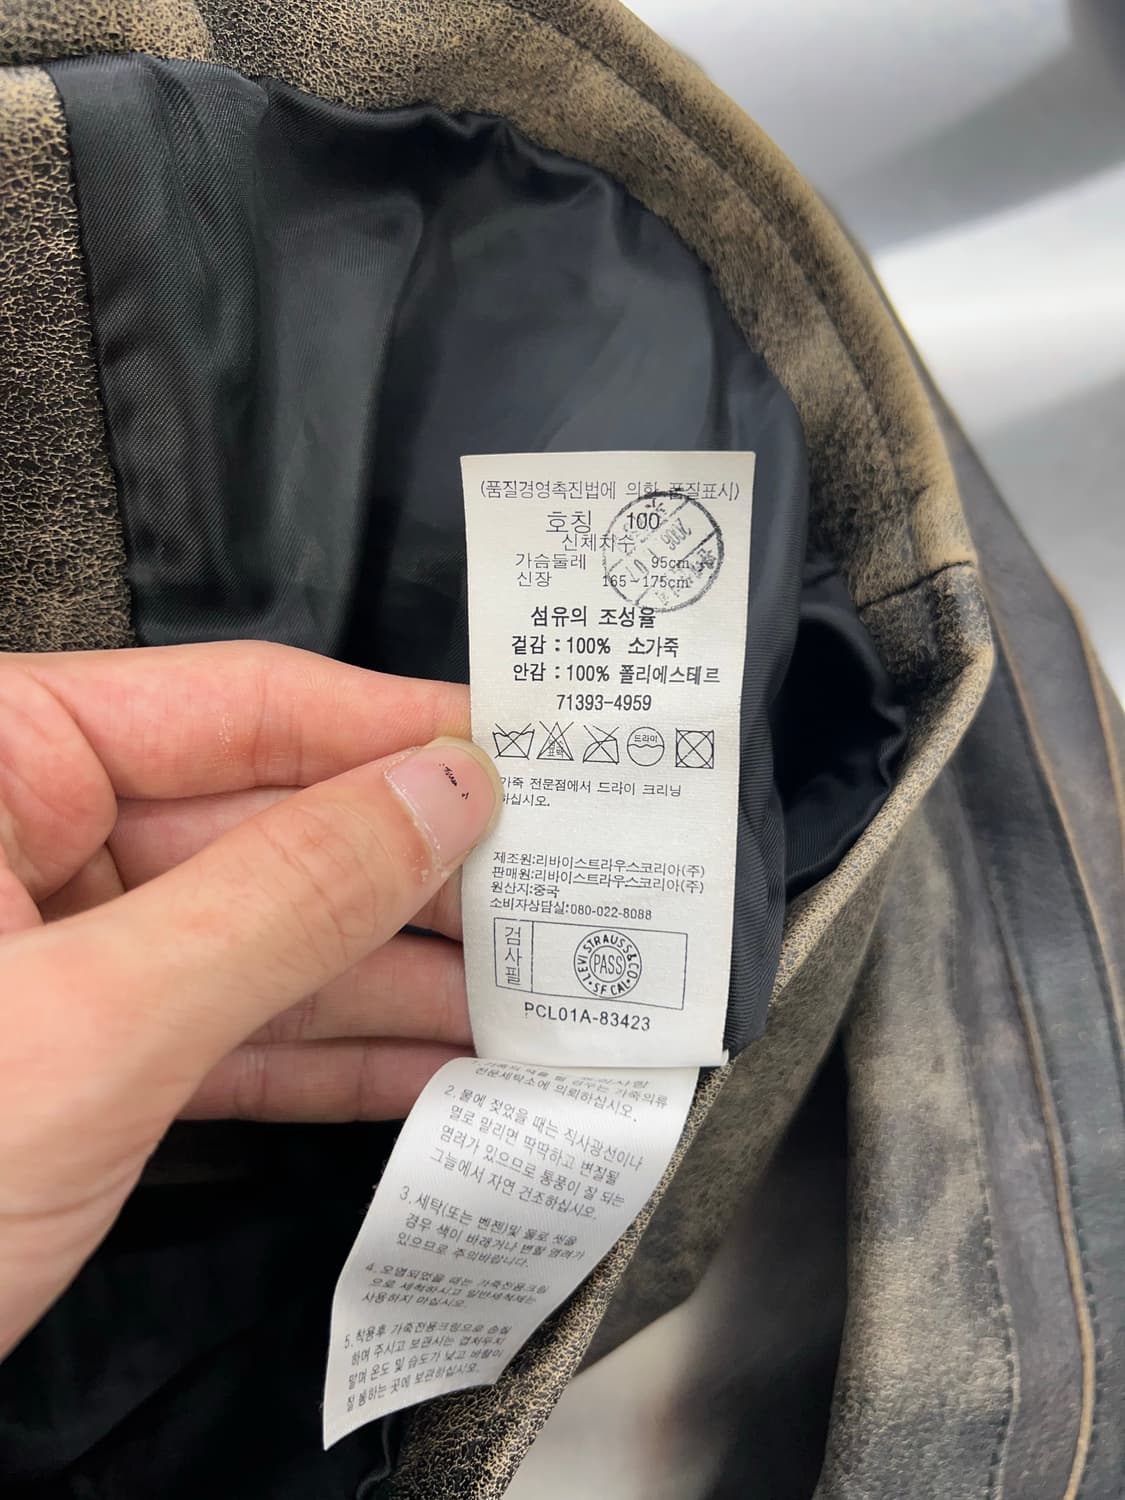 (품질경영촉진법에 의한 품질표시)
호칭 100
신체치수
가슴둘레 95cm
신장 165~175cm
섬유의 조성율
겉감 : 100% 소가죽
안감 : 100% 폴리에스테르
71393-4959
표백
드라이
가죽 전문점에서 드라이 크리닝
하십시오.
제조원:리바이스트라우스코리아(주)
판매원:리바이스트라우스코리아(주)
원산지:중국
소비자상담실:080-022-8088
검사필
LEVI STRAUSS & CO.
PASS
SF CAL
PCL01A-83423
전문세탁소에 의뢰하십시오.
2. 물에 젖었을 때는 직사광선이나
열로 말리면 딱딱하고 변질될
염려가 있으므로 통풍이 잘 되는
그늘에서 자연 건조하십시오.
3. 세탁(또는 벤젠)및 물로 씻을
경우 색이 바래거나 변할 염려가
있으므로 주의바랍니다.
4. 오염되었을 때는 가죽전용크림
으로 세척하시고 일반세척제는
사용하지 마십시오.
5. 착용후 가죽전용크림으로 손질
하여 주시고 보관시는 겹쳐두지
말며 온도 및 습도가 낮고 바람이
잘 통하는 곳에 보관하십시오.